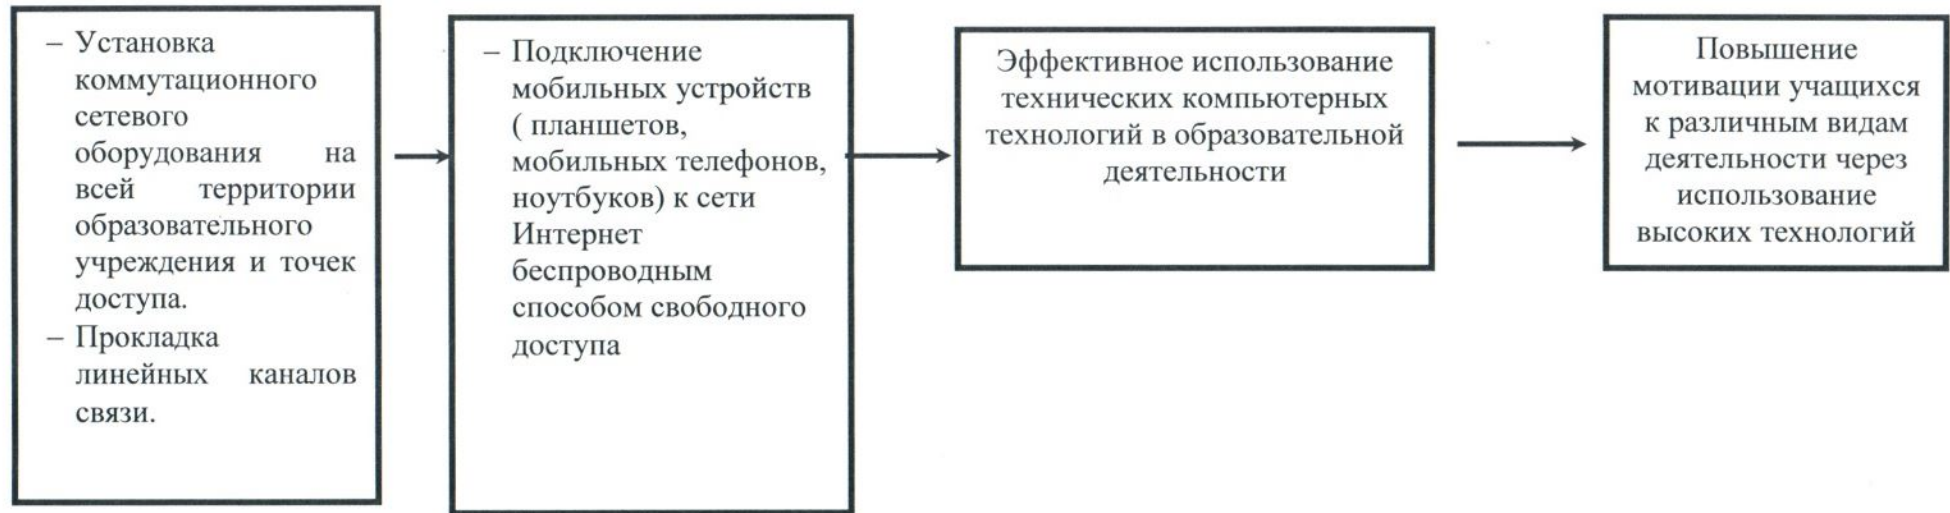 – Установка
коммутационного
сетевого
оборудования на
всей территории
образовательного
учреждения и точек
доступа.
– Прокладка
линейных каналов
связи.
– Подключение
мобильных устройств
( планшетов,
мобильных телефонов,
ноутбуков) к сети
Интернет
беспроводным
способом свободного
доступа
Эффективное использование
технических компьютерных
технологий в образовательной
деятельности
Повышение
мотивации учащихся
к различным видам
деятельности через
использование
высоких технологий